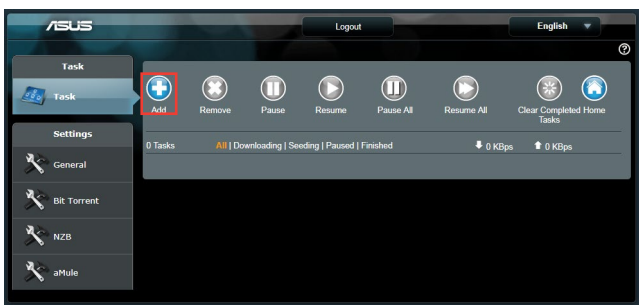 ASUS
Logout
English
Task
Task
Settings
General
Bit Torrent
NZB
aMule
Add
Remove
Pause
Resume
Pause All
Resume All
Clear Completed
Tasks
Home
0 Tasks
All | Downloading | Seeding | Paused | Finished
0 KBps
0 KBps